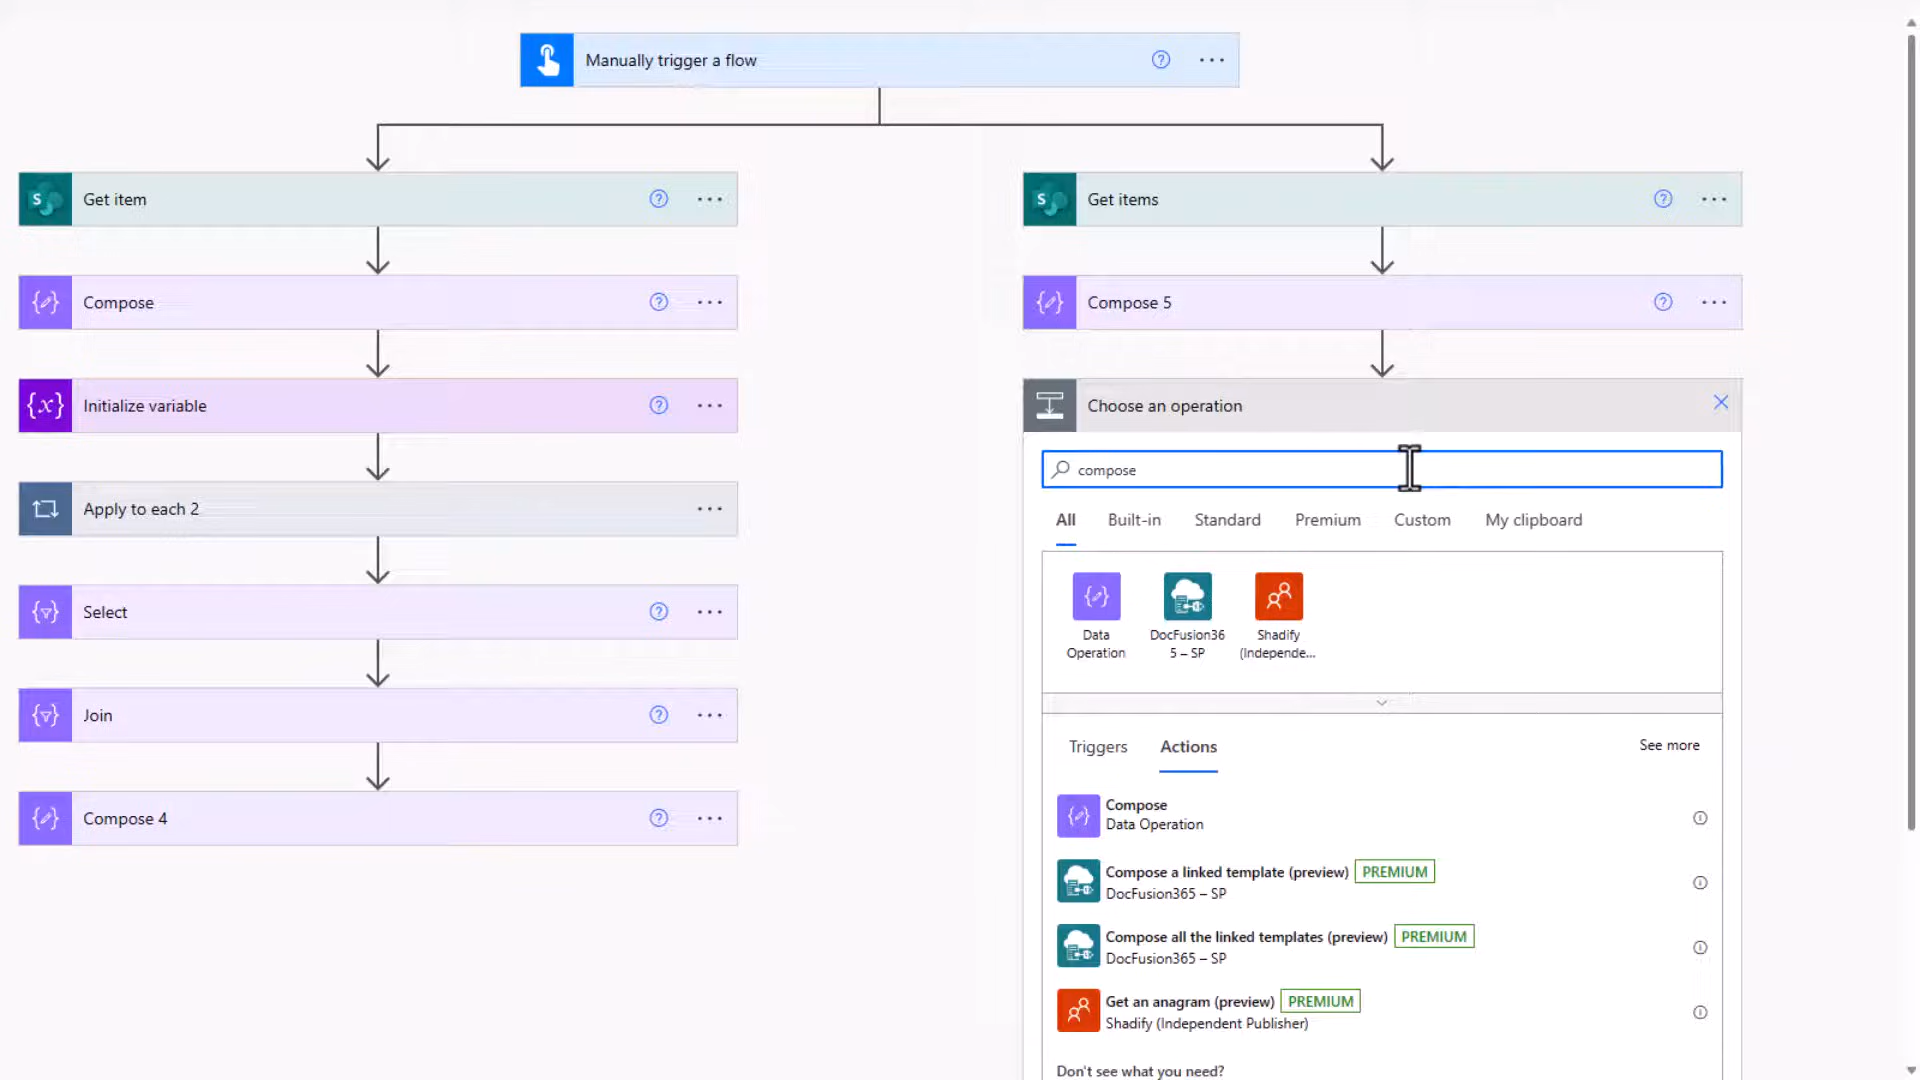 Manually trigger a flow
Get item
Compose
Initialize variable
Apply to each 2
Select
Join
Compose 4
Get items
Compose 5
Choose an operation
compose
All Built-in Standard Premium Custom My clipboard
Data
Operation
DocFusion36
5 – SP
Shadify
(Independe...
Triggers Actions See more
Compose
Data Operation
Compose a linked template (preview) PREMIUM
DocFusion365 – SP
Compose all the linked templates (preview) PREMIUM
DocFusion365 – SP
Get an anagram (preview) PREMIUM
Shadify (Independent Publisher)
Don't see what you need?